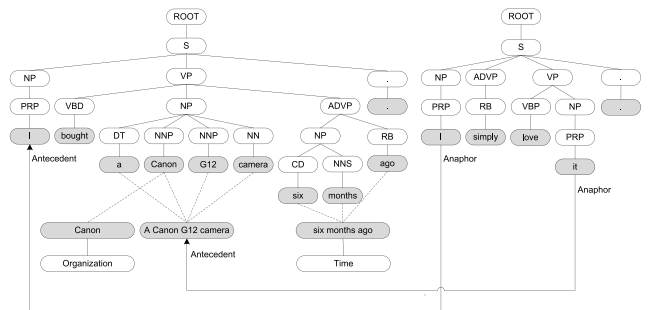 ROOT ROOT
S S
NP VP . NP ADVP VP .
PRP VBD NP ADVP . PRP RB VBP NP .
I bought DT NNP NNP NN NP RB I simply love PRP
Antecedent a Canon G12 camera CD NNS ago Anaphor it
six months Anaphor
Canon A Canon G12 camera six months ago
Organization Antecedent Time